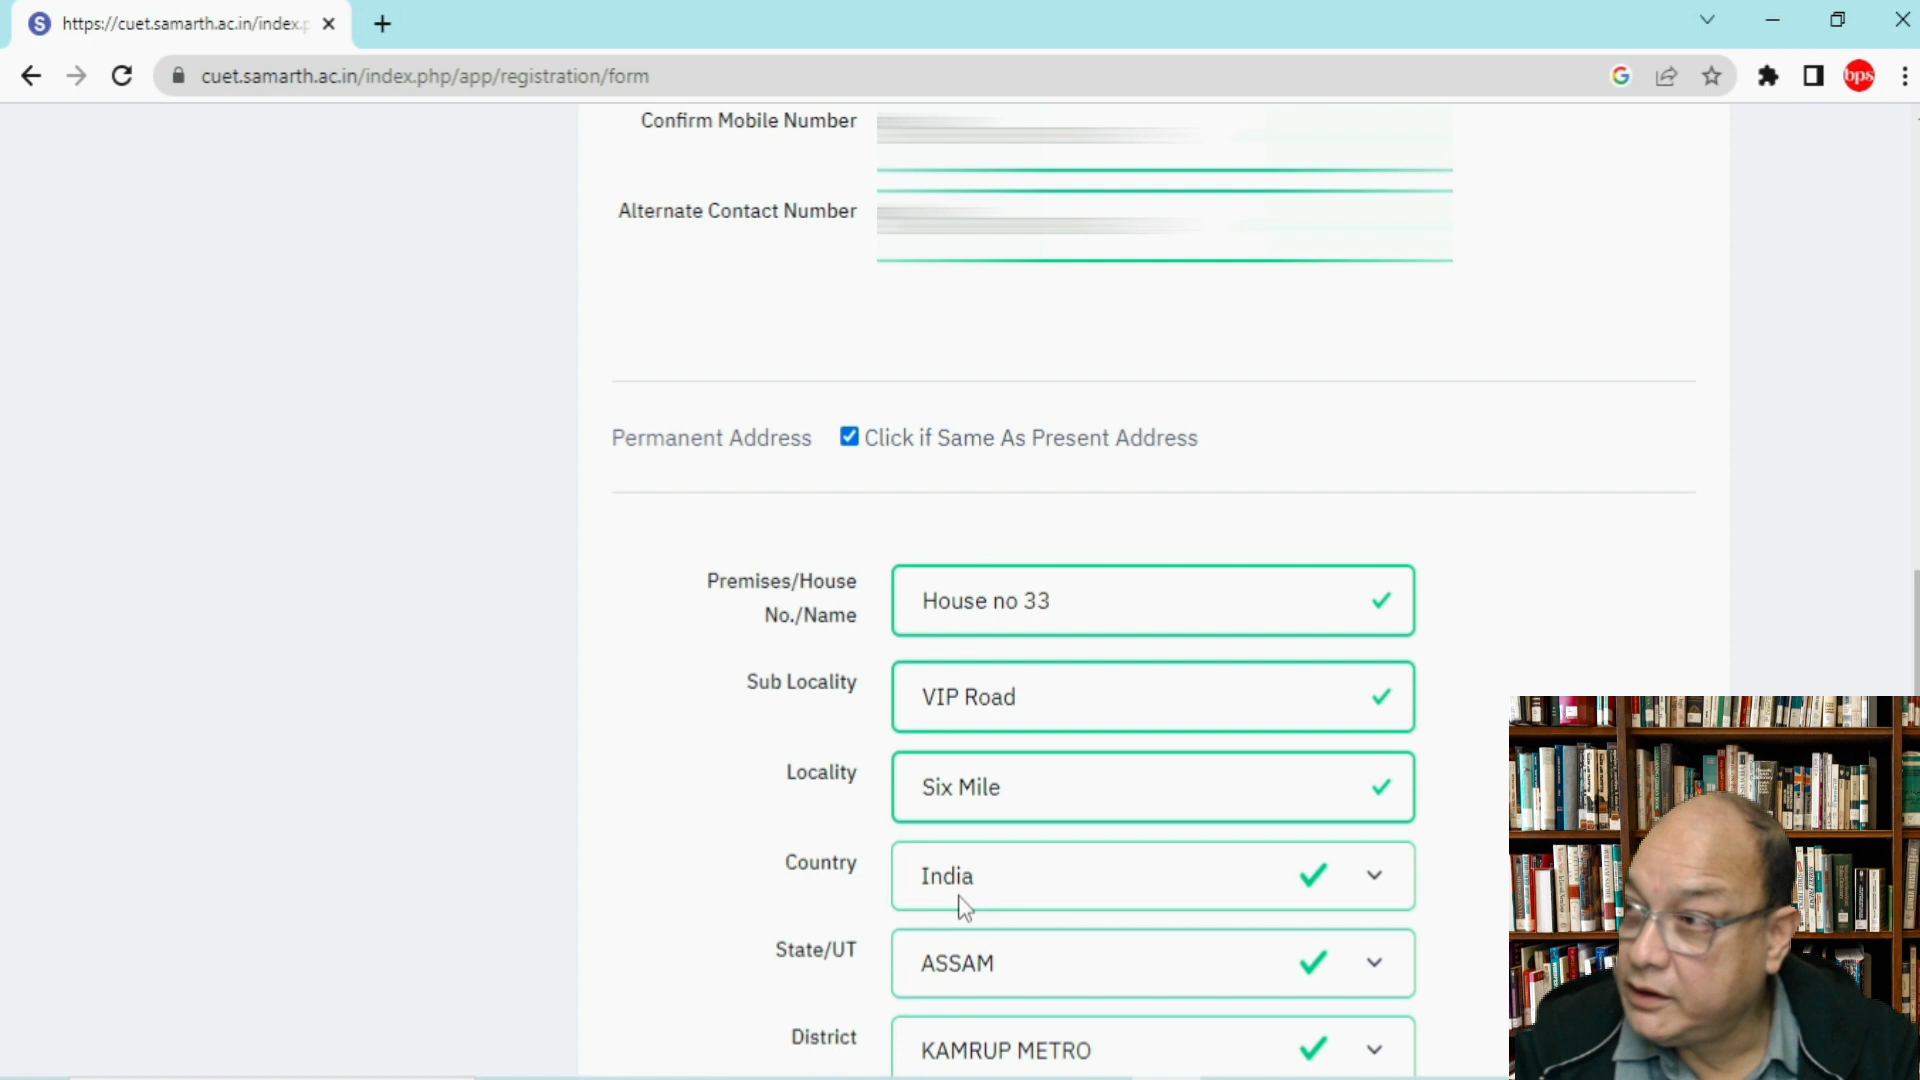 S https://cuet.samarth.ac.in/index.p
cuet.samarth.ac.in/index.php/app/registration/form
G
bps
Confirm Mobile Number
Alternate Contact Number
Permanent Address
Click if Same As Present Address
Premises/House
No./Name
House no 33
Sub Locality
VIP Road
Locality
Six Mile
Country
India
State/UT
ASSAM
District
KAMRUP METRO